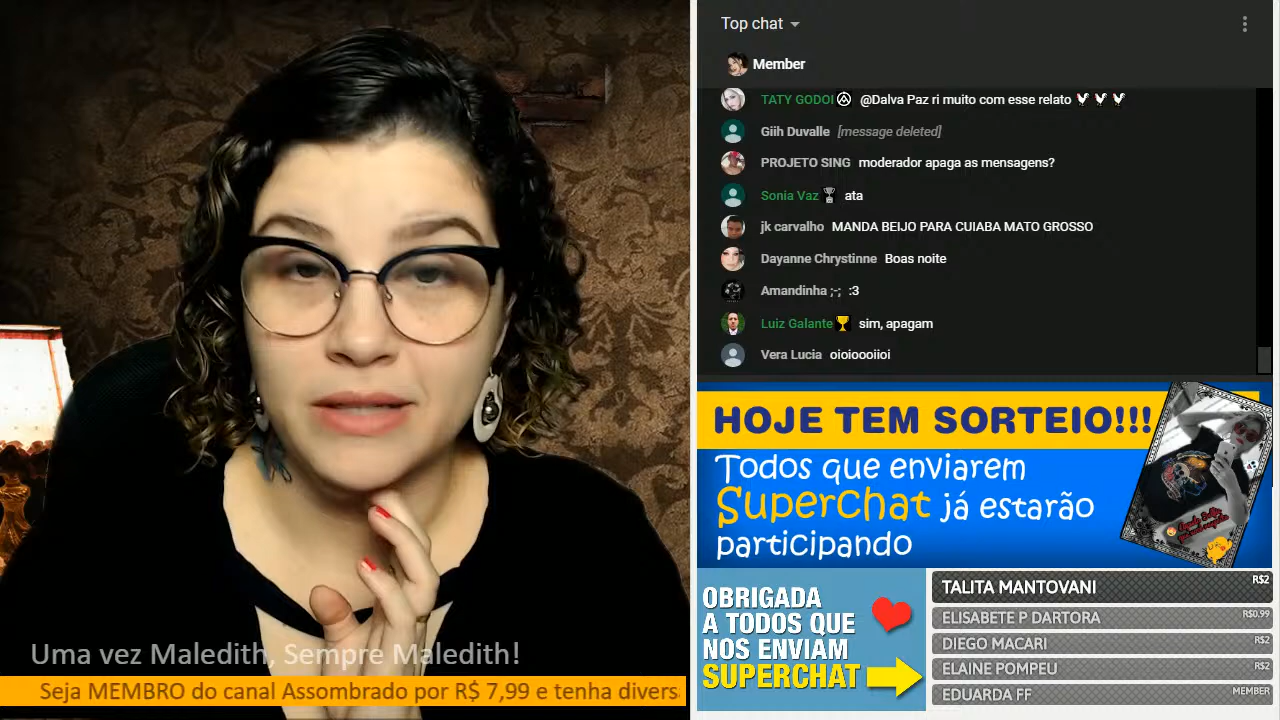 Top chat
Member
TATY GODOI @Dalva Paz ri muito com esse relato
Giih Duvalle [message deleted]
PROJETO SING moderador apaga as mensagens?
Sonia Vaz ata
jk carvalho MANDA BEIJO PARA CUIABA MATO GROSSO
Dayanne Chrystinne Boas noite
Amandinha ;-; :3
Luiz Galante sim, apagam
Vera Lucia oioioooiioi
HOJE TEM SORTEIO!!!
Todos que enviarem
Superchat já estarão
participando
OBRIGADA
A TODOS QUE
NOS ENVIAM
SUPERCHAT
TALITA MANTOVANI R$2
ELISABETE P DARTORA R$0.99
DIEGO MACARI R$2
ELAINE POMPEU R$2
EDUARDA FF MEMBER
Uma vez Maledith, Sempre Maledith!
Seja MEMBRO do canal Assombrado por R$ 7,99 e tenha divers